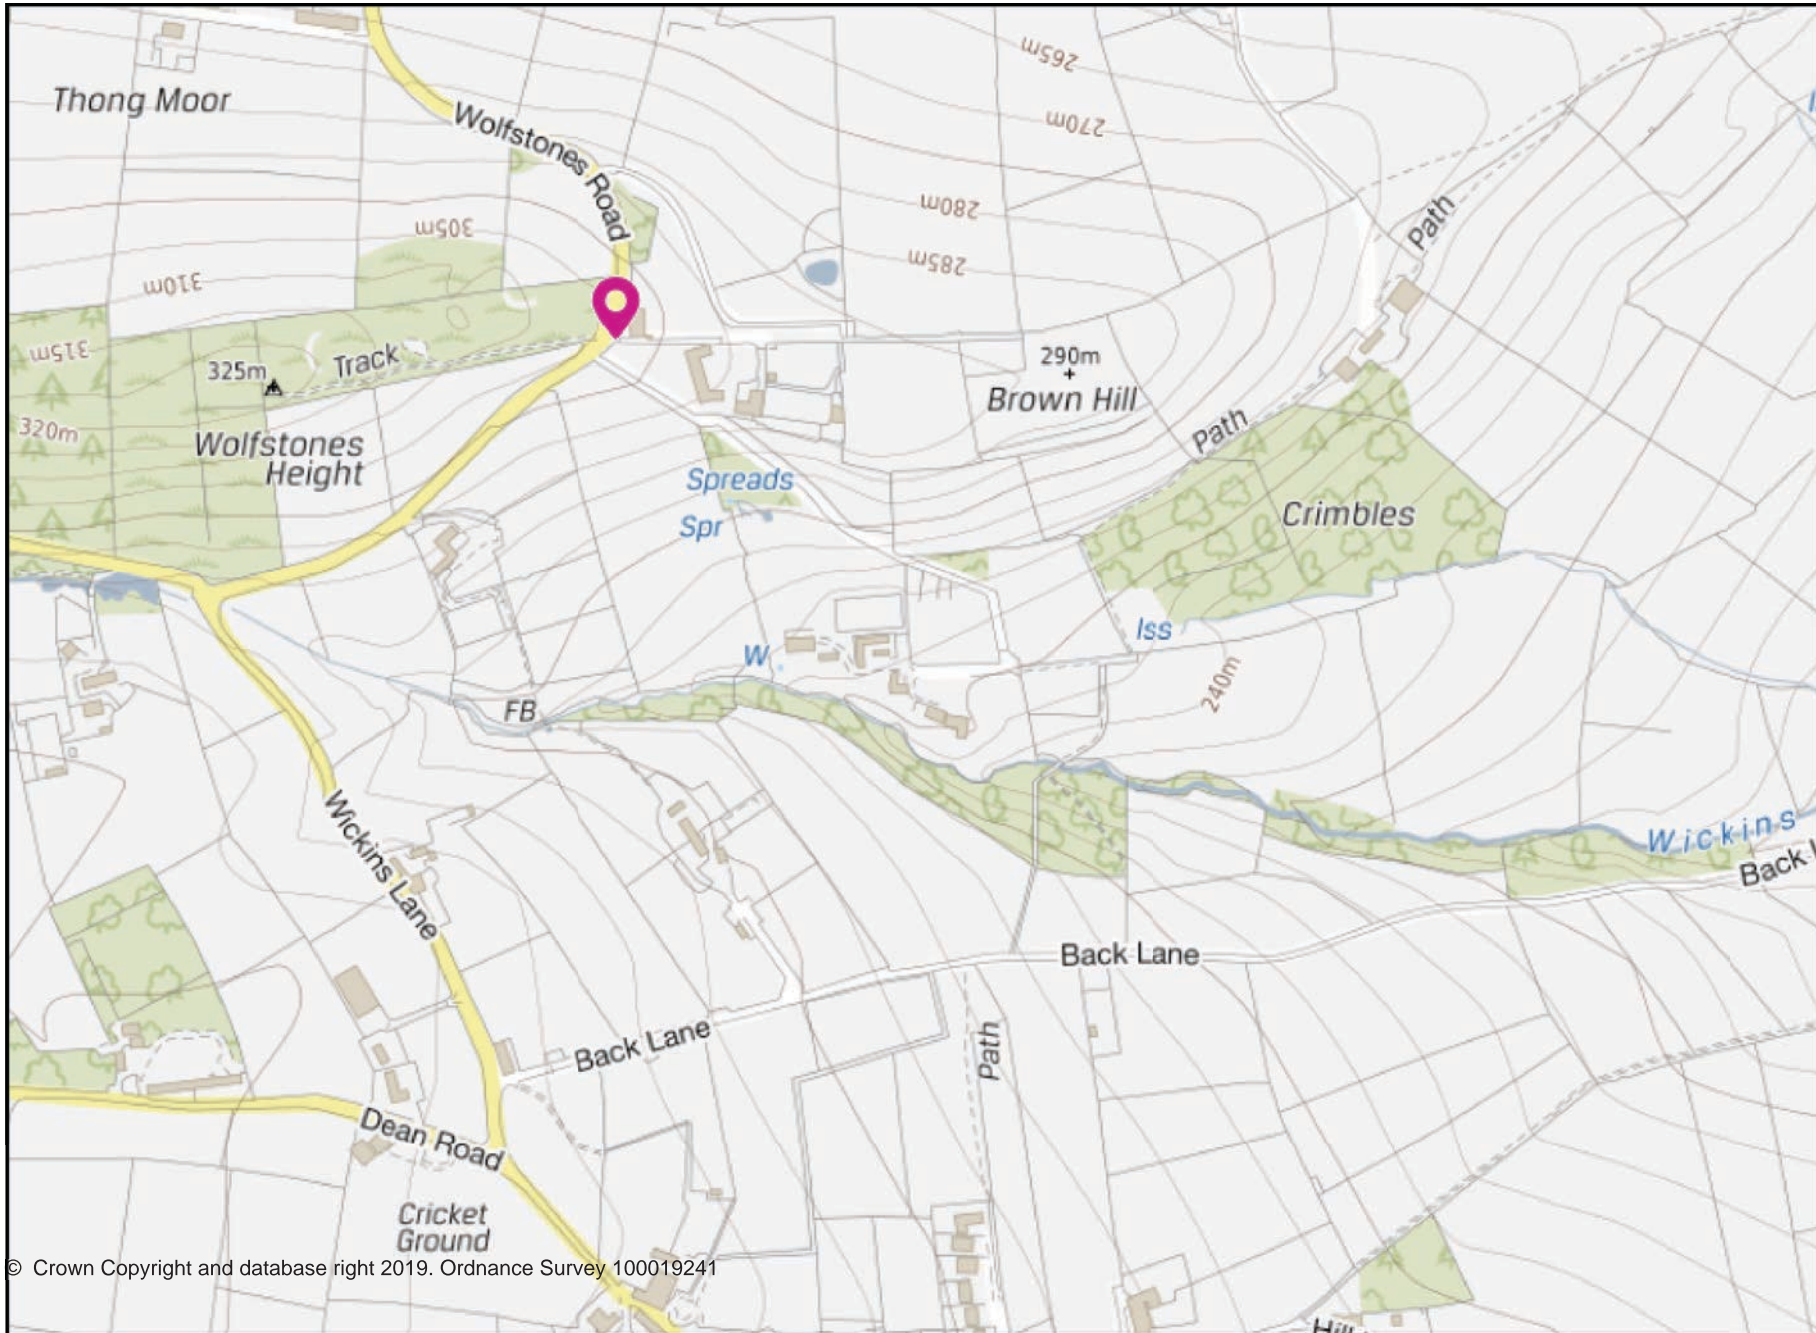 265m
Thong Moor
Wolfstones Road
270m
280m
Path
305m
285m
310m
315m
325m
Track
290m
Brown Hill
320m
Wolfstones
Height
Path
Spreads
Spr
Crimbles
Iss
W
240m
FB
Wickins Lane
Wickins
Back
Back Lane
Back Lane
Path
Dean Road
Cricket
Ground
© Crown Copyright and database right 2019. Ordnance Survey 100019241